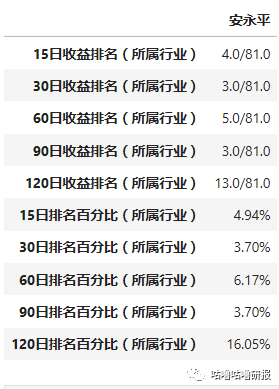 安永平
15日收益排名（所属行业） 4.0/81.0
30日收益排名（所属行业） 3.0/81.0
60日收益排名（所属行业） 5.0/81.0
90日收益排名（所属行业） 3.0/81.0
120日收益排名（所属行业） 13.0/81.0
15日排名百分比（所属行业） 4.94%
30日排名百分比（所属行业） 3.70%
60日排名百分比（所属行业） 6.17%
90日排名百分比（所属行业） 3.70%
120日排名百分比（所属行业） 16.05%
咕噜咕噜研报